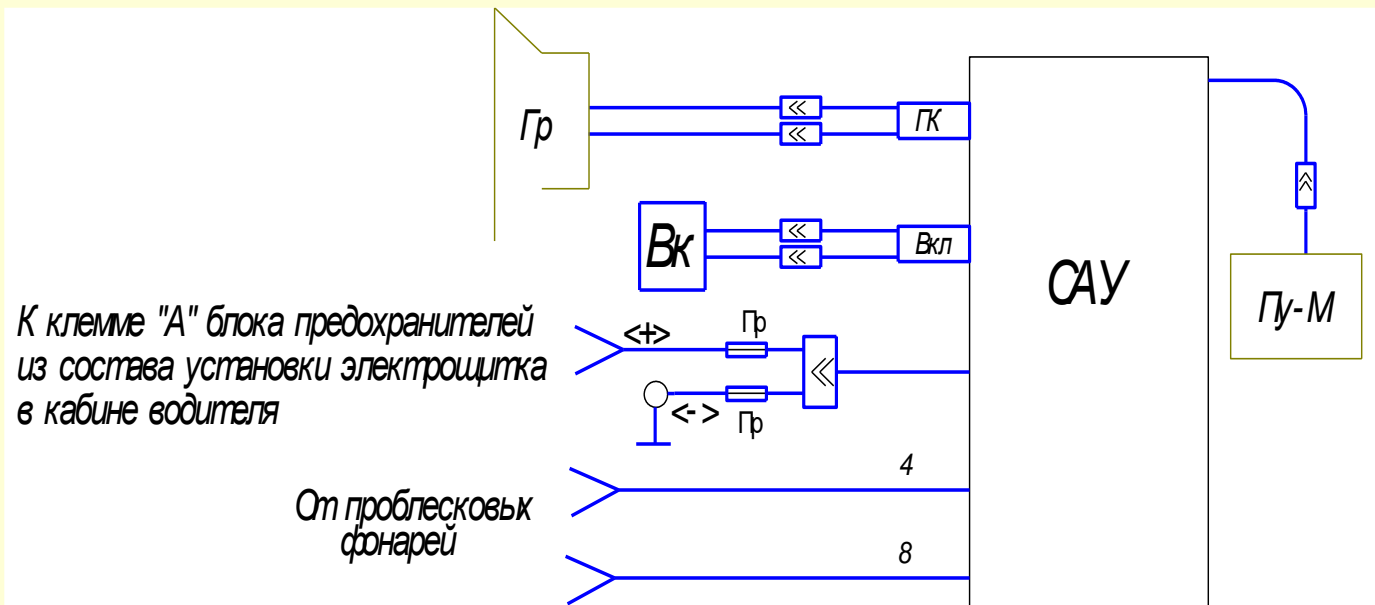 Гр
ГК
Вк
Вкл
САУ
Пу-М
К клемме "А" блока предохранителей
из состава установки электрощитка
в кабине водителя
<+>
Пр
<->
Пр
От проблесковых
фонарей
4
8